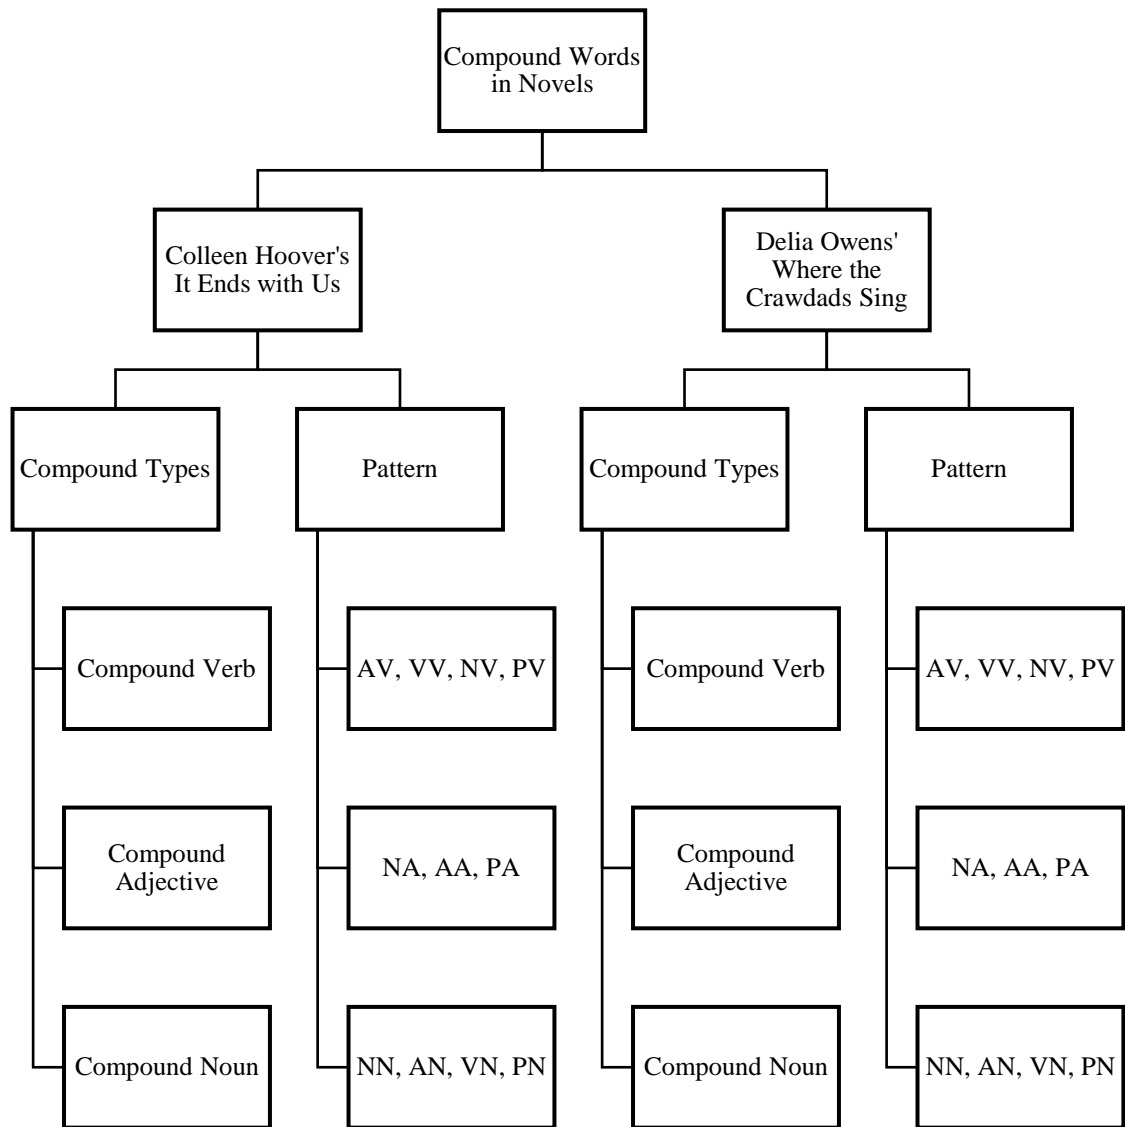 Compound Words
in Novels
Colleen Hoover's
It Ends with Us
Delia Owens'
Where the
Crawdads Sing
Compound Types
Pattern
Compound Types
Pattern
Compound Verb
AV, VV, NV, PV
Compound Verb
AV, VV, NV, PV
Compound
Adjective
NA, AA, PA
Compound
Adjective
NA, AA, PA
Compound Noun
NN, AN, VN, PN
Compound Noun
NN, AN, VN, PN